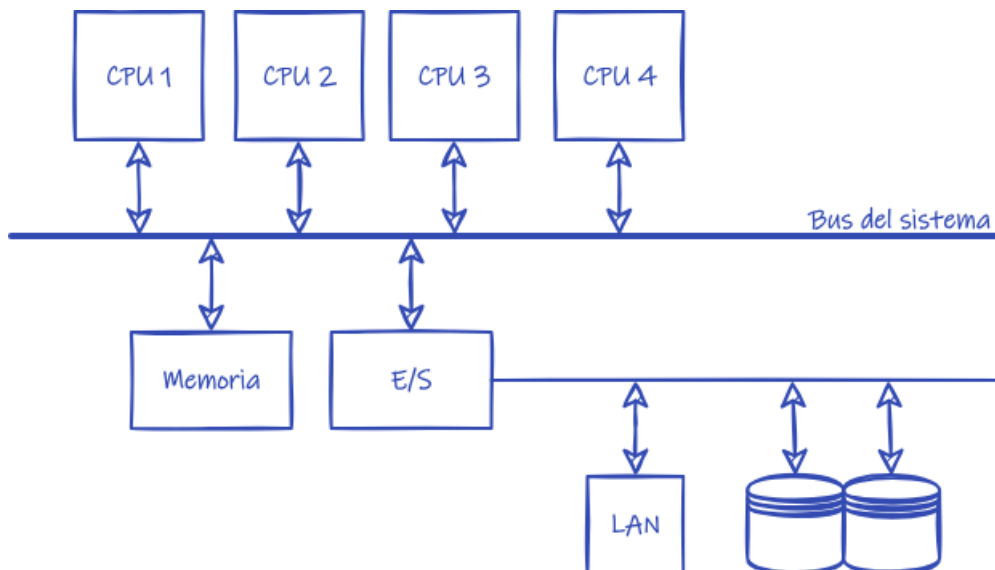 CPU 1
CPU 2
CPU 3
CPU 4
Bus del sistema
Memoria
E/S
LAN